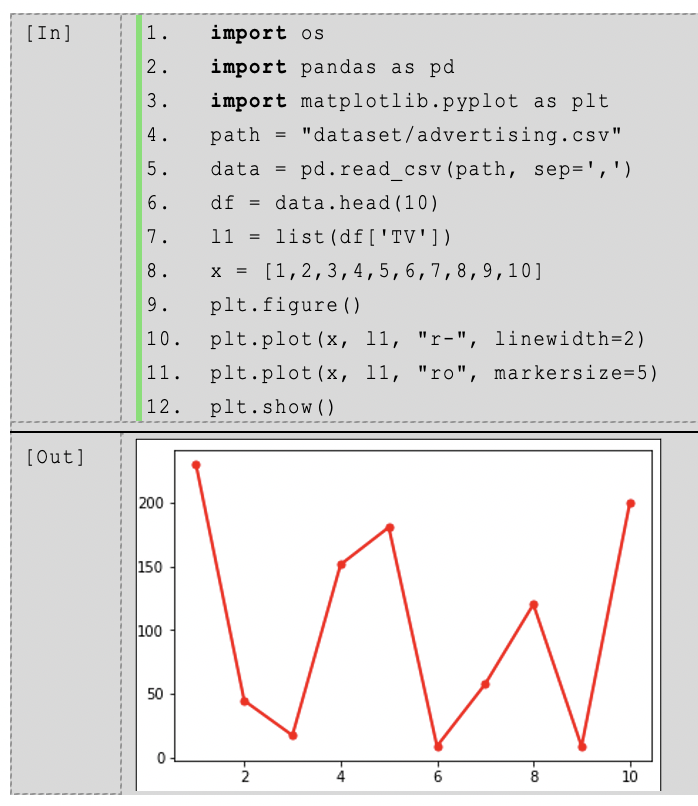 [In]
1. import os
2. import pandas as pd
3. import matplotlib.pyplot as plt
4. path = "dataset/advertising.csv"
5. data = pd.read_csv(path, sep=',')
6. df = data.head(10)
7. l1 = list(df['TV'])
8. x = [1,2,3,4,5,6,7,8,9,10]
9. plt.figure()
10. plt.plot(x, l1, "r-", linewidth=2)
11. plt.plot(x, l1, "ro", markersize=5)
12. plt.show()
[Out]
200
150
100
50
0
2 4 6 8 10